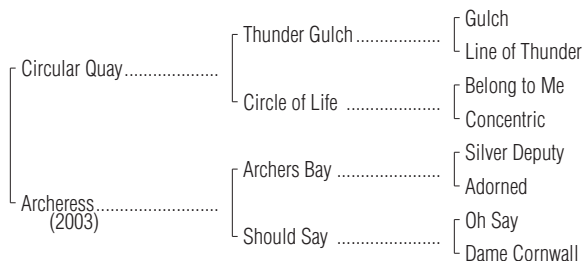 Gulch
Thunder Gulch ....................
Line of Thunder
Circular Quay ......................
Belong to Me
Circle of Life ......................
Concentric
Silver Deputy
Archers Bay ........................
Adorned
Archeress ............................
(2003)
Oh Say
Should Say ........................
Dame Cornwall